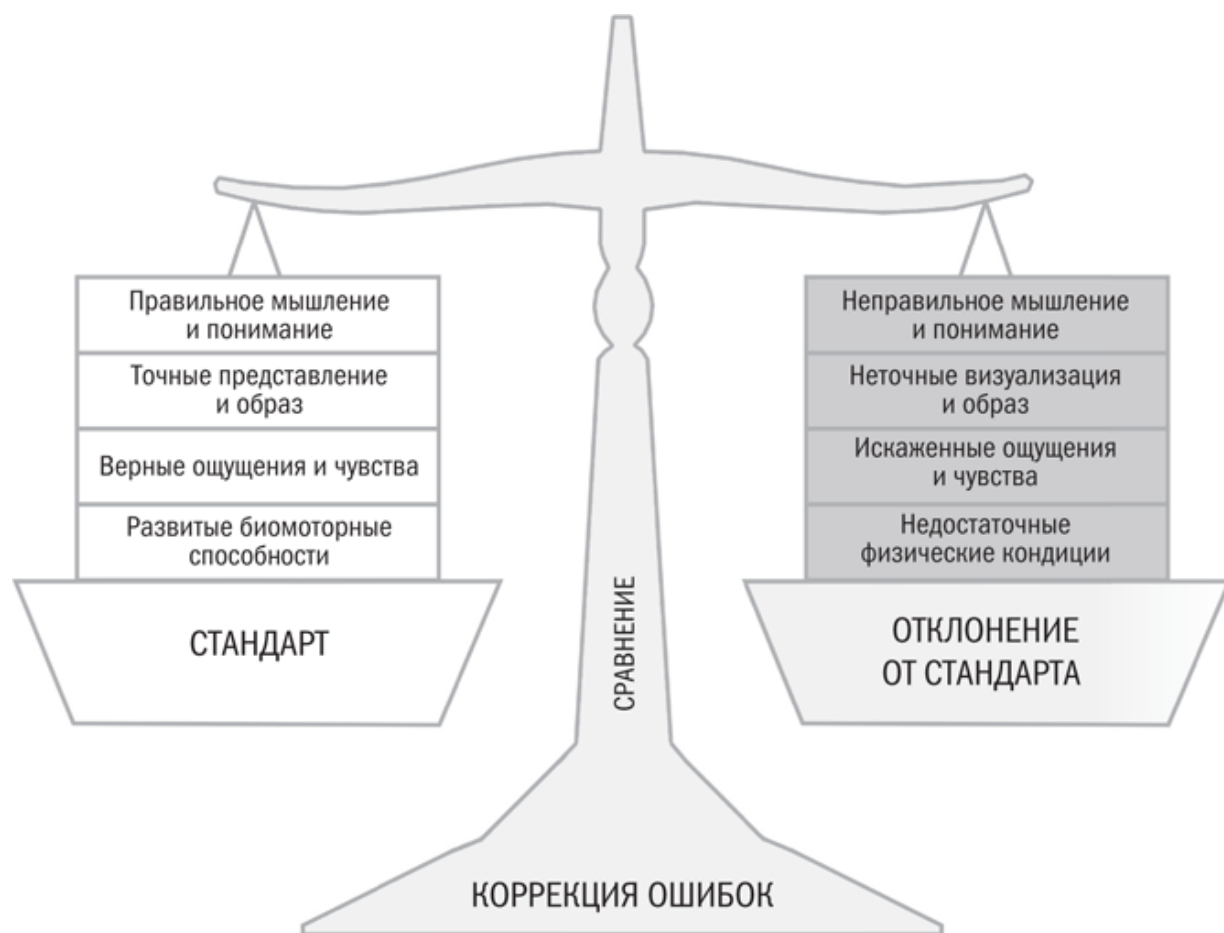 Правильное мышление
и понимание
Точные представление
и образ
Верные ощущения и чувства
Развитые биомоторные
способности
СТАНДАРТ
СРАВНЕНИЕ
Неправильное мышление
и понимание
Неточные визуализация
и образ
Искаженные ощущения
и чувства
Недостаточные
физические кондиции
ОТКЛОНЕНИЕ
ОТ СТАНДАРТА
КОРРЕКЦИЯ ОШИБОК